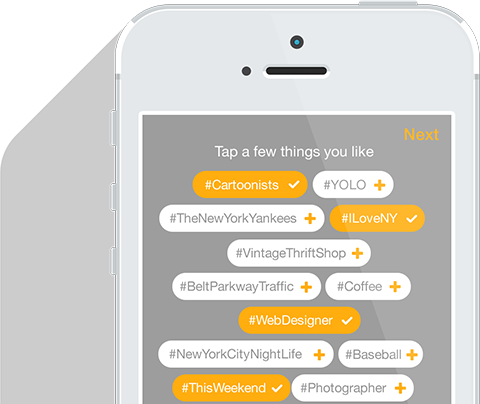 Next
Tap a few things you like
#Cartoonists #YOLO
#TheNewYorkYankees #ILoveNY
#VintageThriftShop
#BeltParkwayTraffic #Coffee
#WebDesigner
#NewYorkCityNightLife #Baseball
#ThisWeekend #Photographer